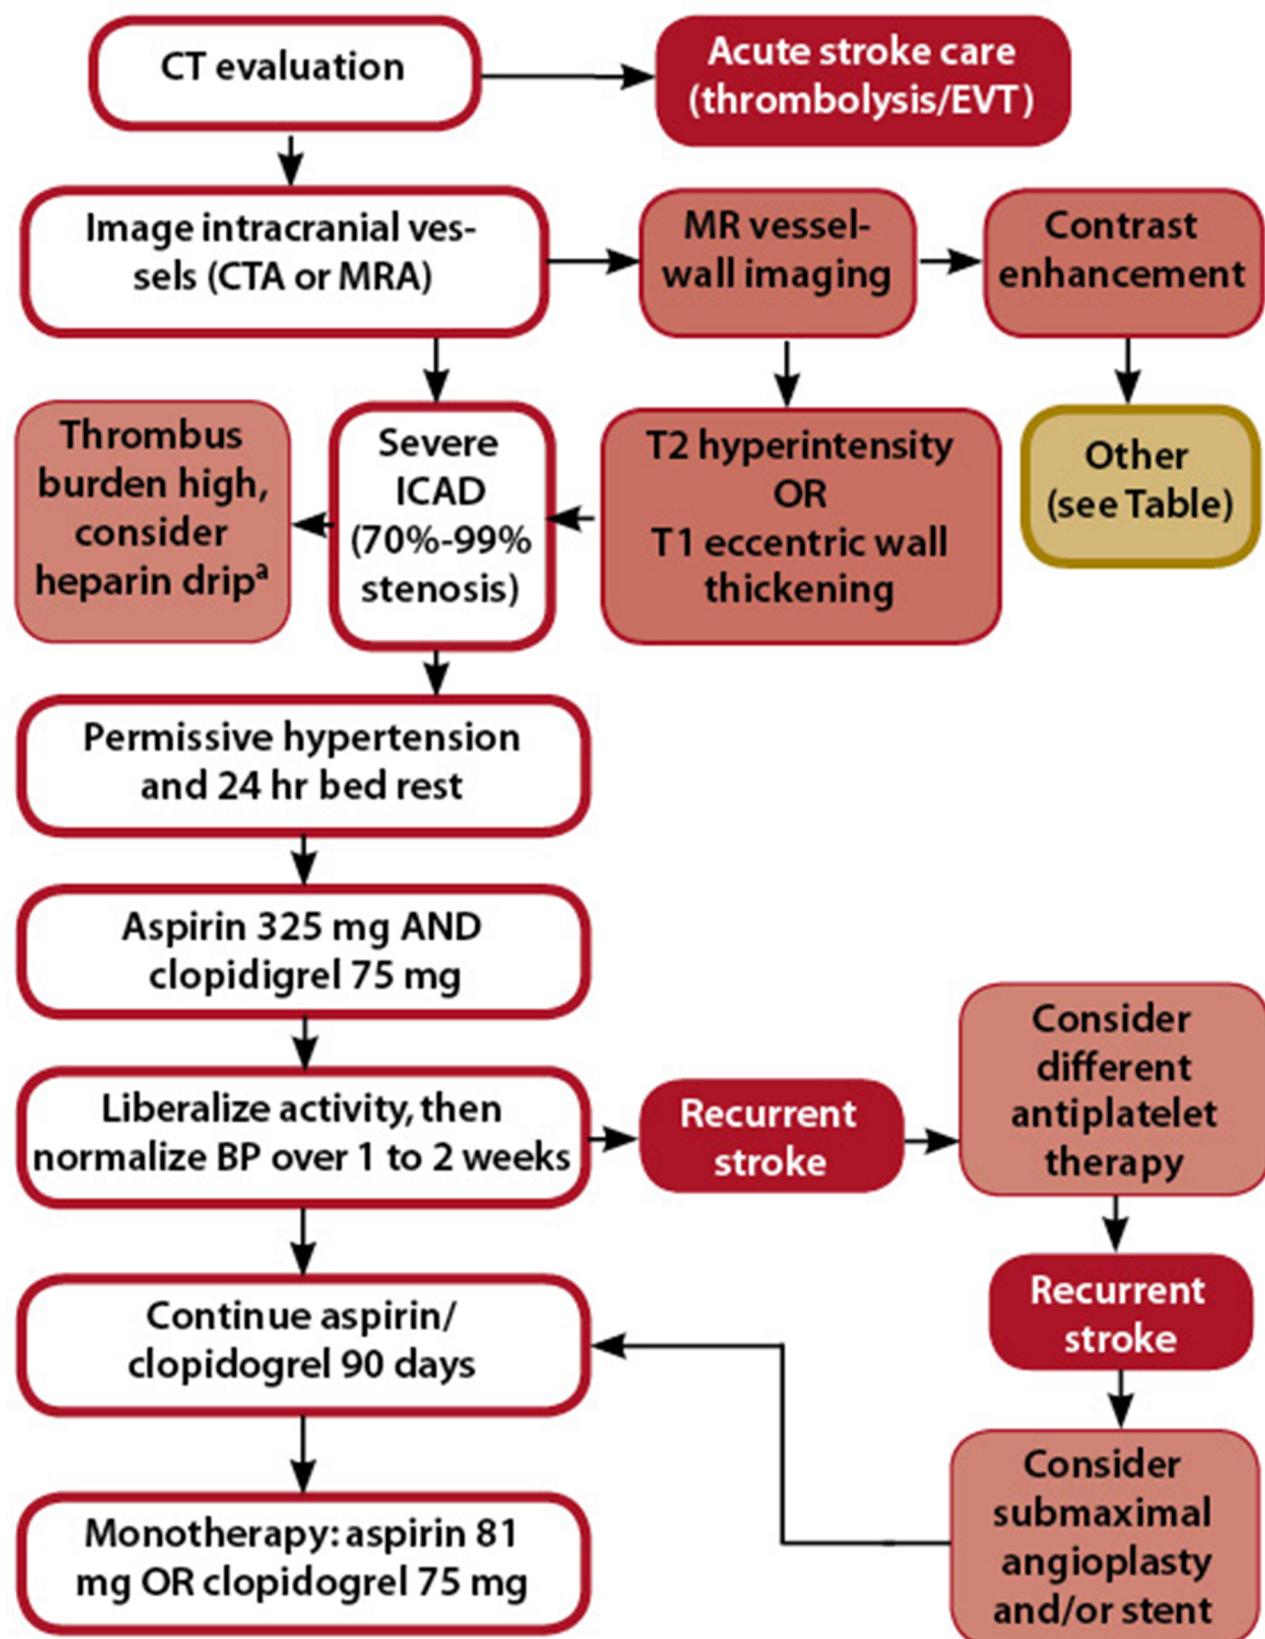 CT evaluation
Acute stroke care
(thrombolysis/EVT)
Image intracranial ves-
sels (CTA or MRA)
MR vessel-
wall imaging
Contrast
enhancement
Thrombus
burden high,
consider
heparin dripᵃ
Severe
ICAD
(70%-99%
stenosis)
T2 hyperintensity
OR
T1 eccentric wall
thickening
Other
(see Table)
Permissive hypertension
and 24 hr bed rest
Aspirin 325 mg AND
clopidigrel 75 mg
Liberalize activity, then
normalize BP over 1 to 2 weeks
Recurrent
stroke
Consider
different
antiplatelet
therapy
Recurrent
stroke
Consider
submaximal
angioplasty
and/or stent
Continue aspirin/
clopidogrel 90 days
Monotherapy: aspirin 81
mg OR clopidogrel 75 mg